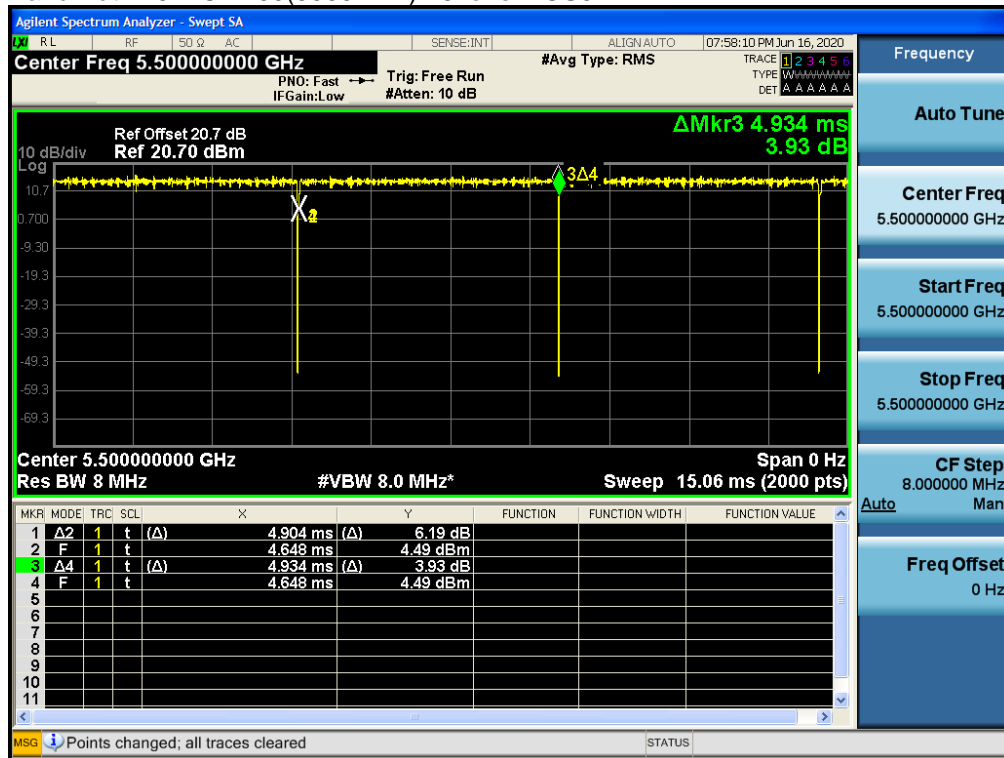 Agilent Spectrum Analyzer - Swept SA
LXI RL RF 50 Ω AC SENSE:INT ALIGN AUTO 07:58:10 PM Jun 16, 2020
Center Freq 5.500000000 GHz
PNO: Fast
IFGain:Low
Trig: Free Run
#Atten: 10 dB
#Avg Type: RMS
TRACE 1 2 3 4 5 6
TYPE WWWWWW
DET A A A A A A
ΔMkr3 4.934 ms
3.93 dB
Ref Offset 20.7 dB
10 dB/div Ref 20.70 dBm
Log
10.7
0.700
-9.30
-19.3
-29.3
-39.3
-49.3
-59.3
-69.3
3Δ4
Center 5.500000000 GHz Span 0 Hz
Res BW 8 MHz #VBW 8.0 MHz* Sweep 15.06 ms (2000 pts)
MKR MODE TRC SCL X Y FUNCTION FUNCTION WIDTH FUNCTION VALUE
1 Δ2 1 t (Δ) 4.904 ms (Δ) 6.19 dB
2 F 1 t 4.648 ms 4.49 dBm
3 Δ4 1 t (Δ) 4.934 ms (Δ) 3.93 dB
4 F 1 t 4.648 ms 4.49 dBm
5
6
7
8
9
10
11
MSG Points changed; all traces cleared STATUS
Frequency
Auto Tune
Center Freq
5.500000000 GHz
Start Freq
5.500000000 GHz
Stop Freq
5.500000000 GHz
CF Step
8.000000 MHz
Auto Man
Freq Offset
0 Hz